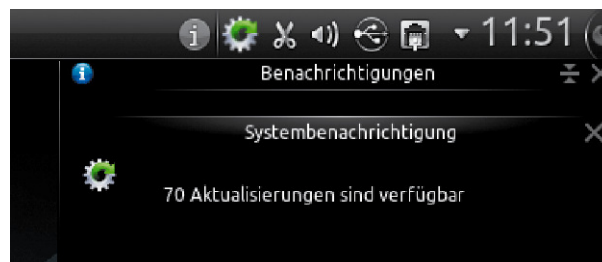 11:51
Benachrichtigungen
Systembenachrichtigung
70 Aktualisierungen sind verfügbar